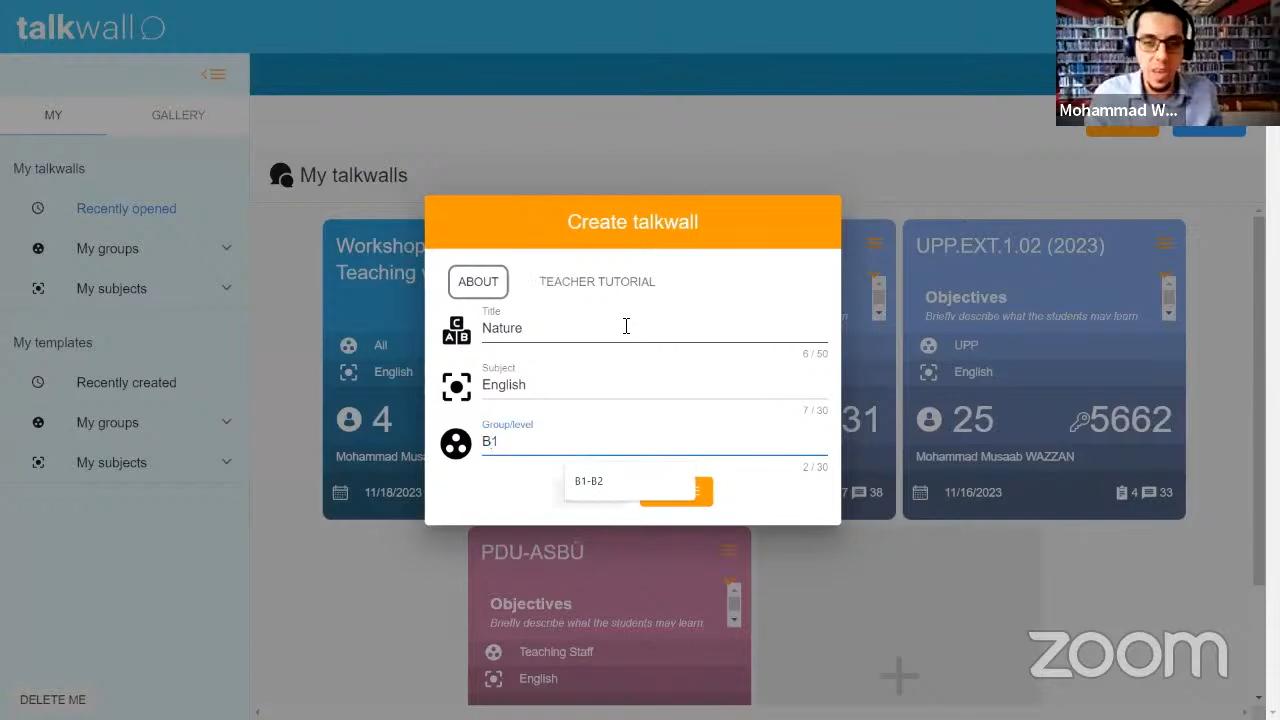 talkwall
Mohammad W...
MY
GALLERY
My talkwalls
Recently opened
My groups
My subjects
My templates
Recently created
My groups
My subjects
DELETE ME
My talkwalls
Workshop
Teaching
All
English
4
Mohammad Mus
11/18/2023
Create talkwall
ABOUT
TEACHER TUTORIAL
Title
Nature
6 / 50
Subject
English
7 / 30
Group/level
B1
2 / 30
B1-B2
31
7
38
UPP.EXT.1.02 (2023)
Objectives
Briefly describe what the students may learn
UPP
English
25
5662
Mohammad Musaab WAZZAN
11/16/2023
4
33
PDU-ASBÜ
Objectives
Briefly describe what the students may learn
Teaching Staff
English
zoom